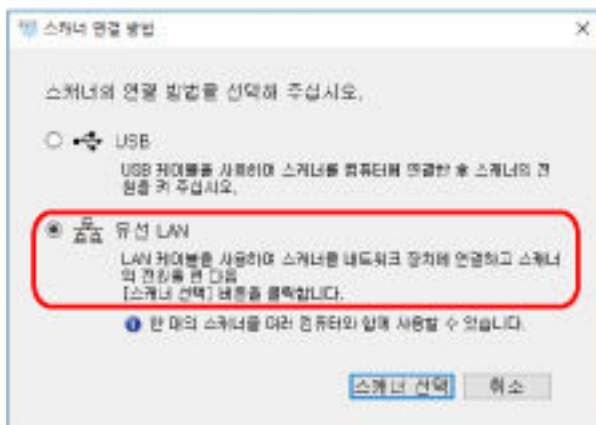 스캐너 연결 방법
스캐너의 연결 방법을 선택해 주십시오.
USB
USB 케이블을 사용하여 스캐너를 컴퓨터에 연결한 후 스캐너의 전
원을 켜 주십시오.
유선 LAN
LAN 케이블을 사용하여 스캐너를 네트워크 장치에 연결하고 스캐너
의 전원을 켠 다음
[스캐너 선택] 버튼을 클릭합니다.
한 대의 스캐너를 여러 컴퓨터와 함께 사용할 수 있습니다.
스캐너 선택 취소